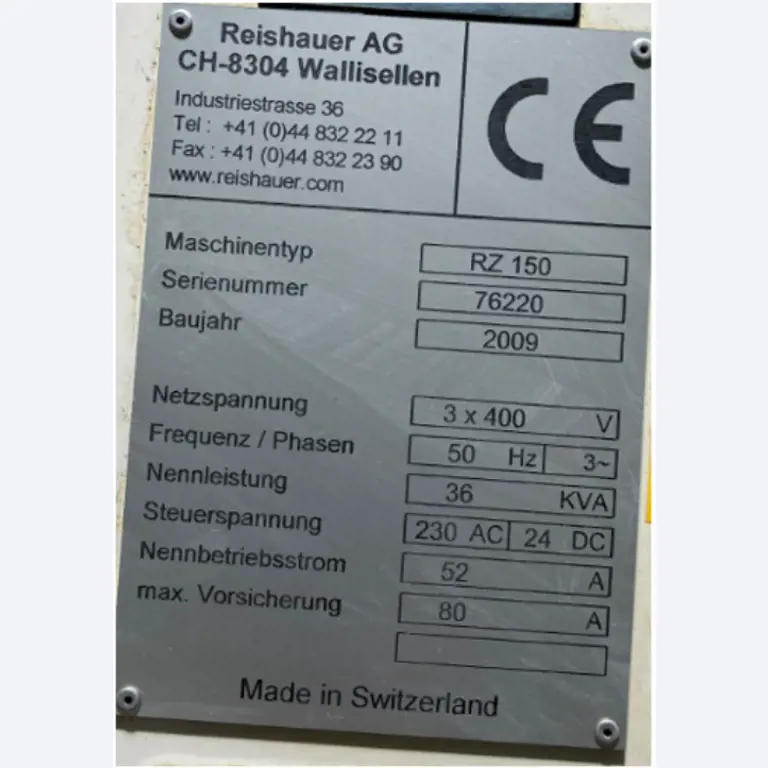 Reishauer AG
CH-8304 Wallisellen
Industriestrasse 36
Tel : +41 (0)44 832 22 11
Fax : +41 (0)44 832 23 90
www.reishauer.com
CE
Maschinentyp RZ 150
Serienummer 76220
Baujahr 2009
Netzspannung 3 x 400 V
Frequenz / Phasen 50 Hz 3~
Nennleistung 36 KVA
Steuerspannung 230 AC 24 DC
Nennbetriebsstrom 52 A
max. Vorsicherung 80 A
Made in Switzerland